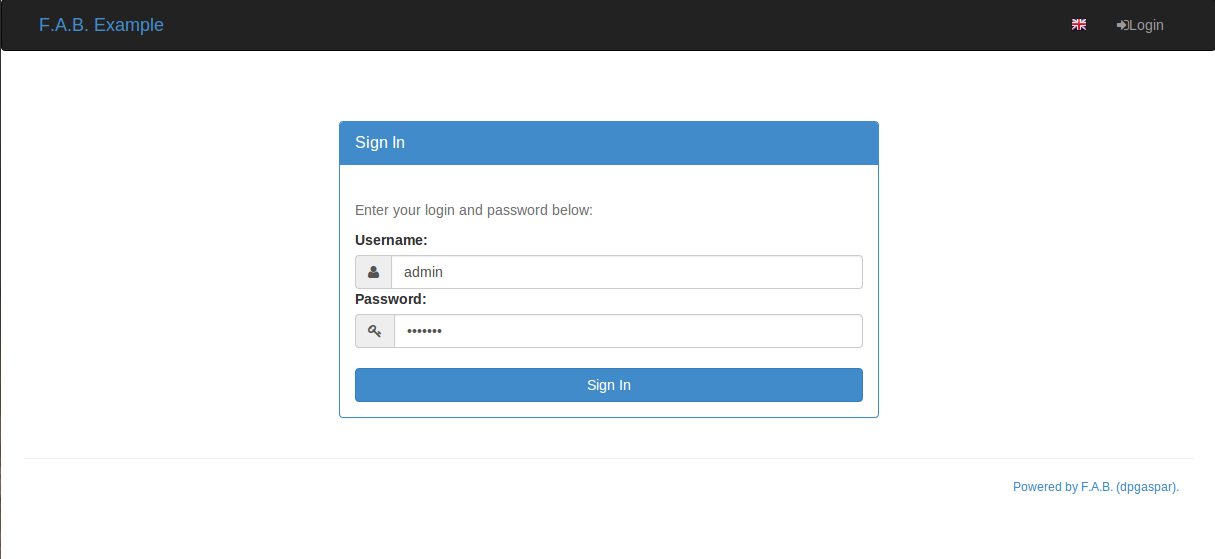 F.A.B. Example
Login
Sign In
Enter your login and password below:
Username:
admin
Password:
•••••••
Sign In
Powered by F.A.B. (dpgaspar).